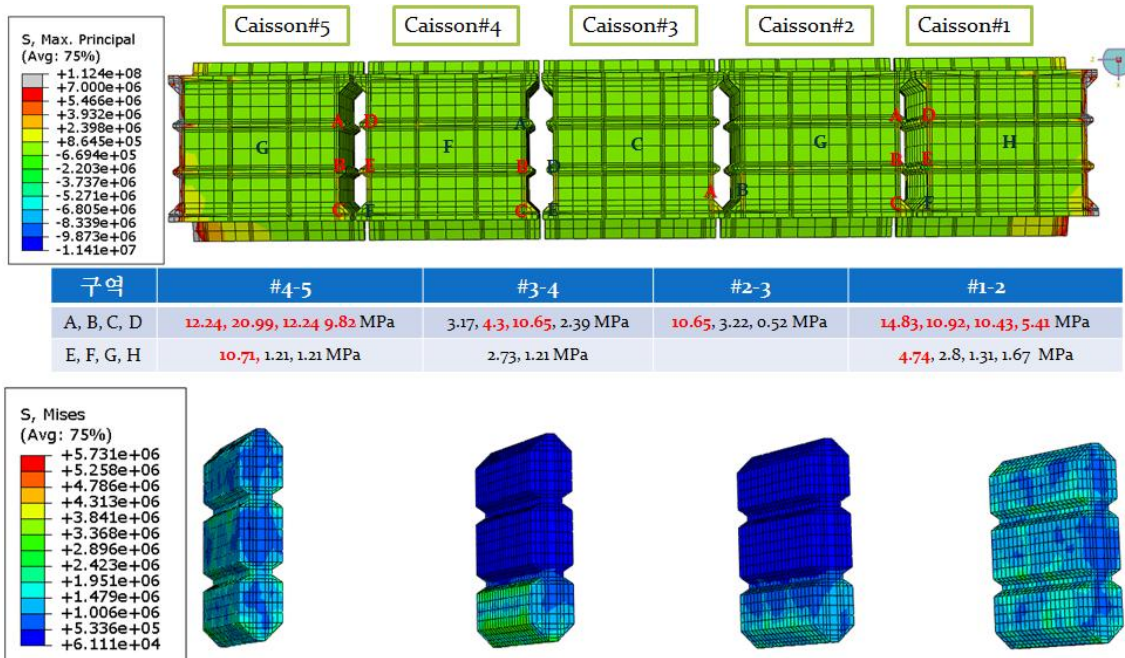 Caisson#5 Caisson#4 Caisson#3 Caisson#2 Caisson#1
S, Max. Principal
(Avg: 75%)
+1.124e+08
+7.000e+06
+5.466e+06
+3.932e+06
+2.398e+06
+8.645e+05
-6.694e+05
-2.203e+06
-3.737e+06
-5.271e+06
-6.805e+06
-8.339e+06
-9.873e+06
-1.141e+07
A D A A D
G F C G H
B E B D B E
A B
C F C E C F
구역 #4-5 #3-4 #2-3 #1-2
A, B, C, D 12.24, 20.99, 12.24 9.82 MPa 3.17, 4.3, 10.65, 2.39 MPa 10.65, 3.22, 0.52 MPa 14.83, 10.92, 10.43, 5.41 MPa
E, F, G, H 10.71, 1.21, 1.21 MPa 2.73, 1.21 MPa 4.74, 2.8, 1.31, 1.67 MPa
S, Mises
(Avg: 75%)
+5.731e+06
+5.258e+06
+4.786e+06
+4.313e+06
+3.841e+06
+3.368e+06
+2.896e+06
+2.423e+06
+1.951e+06
+1.479e+06
+1.006e+06
+5.336e+05
+6.111e+04